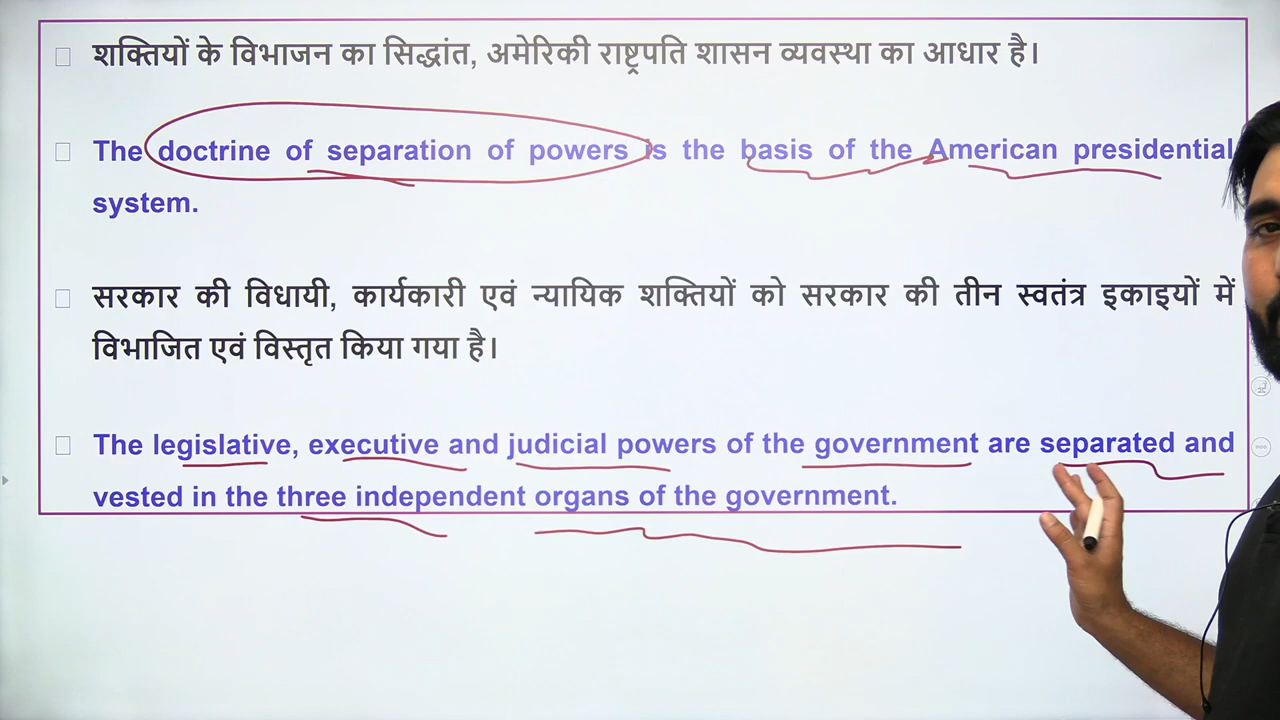 शक्तियों के विभाजन का सिद्धांत, अमेरिकी राष्ट्रपति शासन व्यवस्था का आधार है।
The doctrine of separation of powers is the basis of the American presidential
system.
सरकार की विधायी, कार्यकारी एवं न्यायिक शक्तियों को सरकार की तीन स्वतंत्र इकाइयों में
विभाजित एवं विस्तृत किया गया है।
The legislative, executive and judicial powers of the government are separated and
vested in the three independent organs of the government.